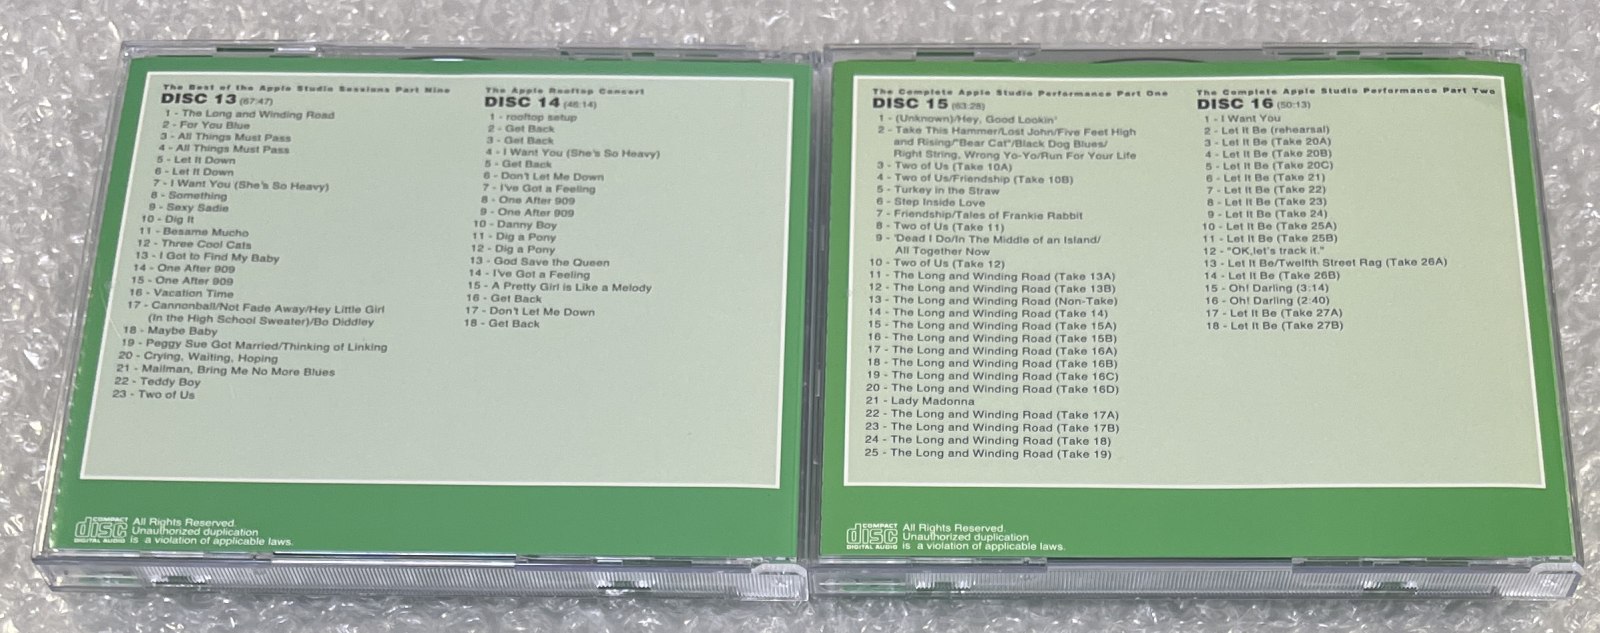 The Best of the Apple Studio Sessions Part Nine
DISC 13 (67:47)
1 - The Long and Winding Road
2 - For You Blue
3 - All Things Must Pass
4 - All Things Must Pass
5 - Let It Down
6 - Let It Down
7 - I Want You (She's So Heavy)
8 - Something
9 - Sexy Sadie
10 - Dig It
11 - Besame Mucho
12 - Three Cool Cats
13 - I Got to Find My Baby
14 - One After 909
15 - One After 909
16 - Vacation Time
17 - Cannonball/Not Fade Away/Hey Little Girl
(In the High School Sweater)/Bo Diddley
18 - Maybe Baby
19 - Peggy Sue Got Married/Thinking of Linking
20 - Crying, Waiting, Hoping
21 - Mailman, Bring Me No More Blues
22 - Teddy Boy
23 - Two of Us
The Apple Rooftop Concert
DISC 14 (46:14)
1 - rooftop setup
2 - Get Back
3 - Get Back
4 - I Want You (She's So Heavy)
5 - Get Back
6 - Don't Let Me Down
7 - I've Got a Feeling
8 - One After 909
9 - One After 909
10 - Danny Boy
11 - Dig a Pony
12 - Dig a Pony
13 - God Save the Queen
14 - I've Got a Feeling
15 - A Pretty Girl is Like a Melody
16 - Get Back
17 - Don't Let Me Down
18 - Get Back
COMPACT
disc
DIGITAL AUDIO
All Rights Reserved.
Unauthorized duplication
is a violation of applicable laws.
The Complete Apple Studio Performance Part One
DISC 15 (63:28)
1 - (Unknown)/Hey, Good Lookin'
2 - Take This Hammer/Lost John/Five Feet High
and Rising/"Bear Cat"/Black Dog Blues/
Right String, Wrong Yo-Yo/Run For Your Life
3 - Two of Us (Take 10A)
4 - Two of Us/Friendship (Take 10B)
5 - Turkey in the Straw
6 - Step Inside Love
7 - Friendship/Tales of Frankie Rabbit
8 - Two of Us (Take 11)
9 - 'Dead I Do/In The Middle of an Island/
All Together Now
10 - Two of Us (Take 12)
11 - The Long and Winding Road (Take 13A)
12 - The Long and Winding Road (Take 13B)
13 - The Long and Winding Road (Non-Take)
14 - The Long and Winding Road (Take 14)
15 - The Long and Winding Road (Take 15A)
16 - The Long and Winding Road (Take 15B)
17 - The Long and Winding Road (Take 16A)
18 - The Long and Winding Road (Take 16B)
19 - The Long and Winding Road (Take 16C)
20 - The Long and Winding Road (Take 16D)
21 - Lady Madonna
22 - The Long and Winding Road (Take 17A)
23 - The Long and Winding Road (Take 17B)
24 - The Long and Winding Road (Take 18)
25 - The Long and Winding Road (Take 19)
The Complete Apple Studio Performance Part Two
DISC 16 (50:13)
1 - I Want You
2 - Let It Be (rehearsal)
3 - Let It Be (Take 20A)
4 - Let It Be (Take 20B)
5 - Let It Be (Take 20C)
6 - Let It Be (Take 21)
7 - Let It Be (Take 22)
8 - Let It Be (Take 23)
9 - Let It Be (Take 24)
10 - Let It Be (Take 25A)
11 - Let It Be (Take 25B)
12 - "OK,let's track it."
13 - Let It Be/Twelfth Street Rag (Take 26A)
14 - Let It Be (Take 26B)
15 - Oh! Darling (3:14)
16 - Oh! Darling (2:40)
17 - Let It Be (Take 27A)
18 - Let It Be (Take 27B)
COMPACT
disc
DIGITAL AUDIO
All Rights Reserved.
Unauthorized duplication
is a violation of applicable laws.